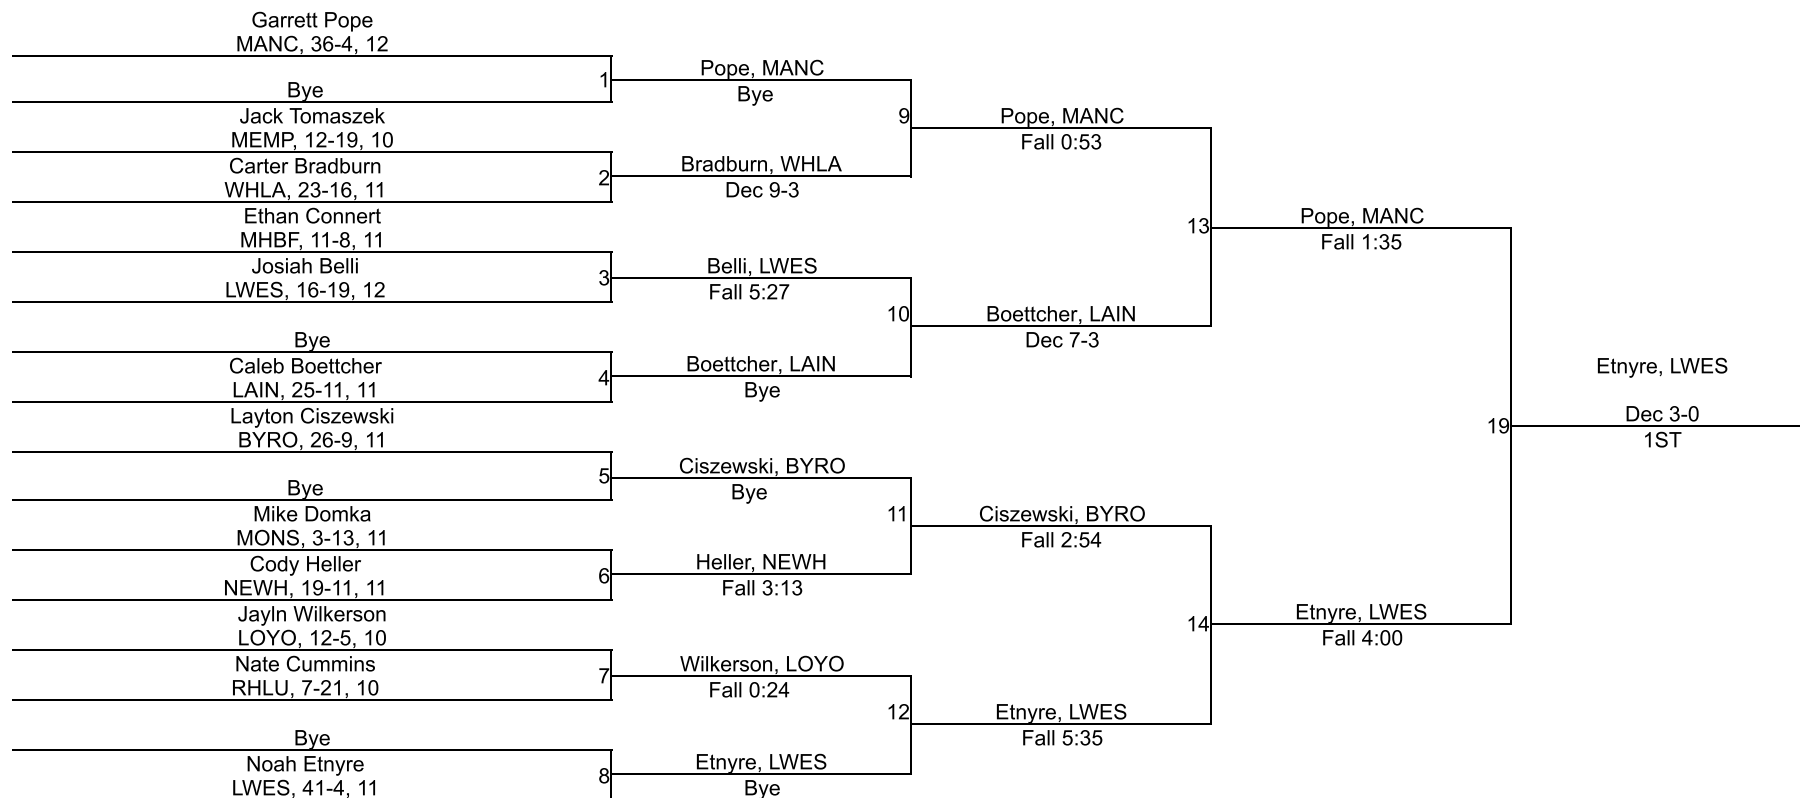 Garrett Pope
MANC, 36-4, 12
Bye
Jack Tomaszek
MEMP, 12-19, 10
Carter Bradburn
WHLA, 23-16, 11
Ethan Connert
MHBF, 11-8, 11
Josiah Belli
LWES, 16-19, 12
Bye
Caleb Boettcher
LAIN, 25-11, 11
Layton Ciszewski
BYRO, 26-9, 11
Bye
Mike Domka
MONS, 3-13, 11
Cody Heller
NEWH, 19-11, 11
Jayln Wilkerson
LOYO, 12-5, 10
Nate Cummins
RHLU, 7-21, 10
Bye
Noah Etnyre
LWES, 41-4, 11
1
2
3
4
5
6
7
8
Pope, MANC
Bye
Bradburn, WHLA
Dec 9-3
Belli, LWES
Fall 5:27
Boettcher, LAIN
Bye
Ciszewski, BYRO
Bye
Heller, NEWH
Fall 3:13
Wilkerson, LOYO
Fall 0:24
Etnyre, LWES
Bye
9
10
11
12
Pope, MANC
Fall 0:53
Boettcher, LAIN
Dec 7-3
Ciszewski, BYRO
Fall 2:54
Etnyre, LWES
Fall 5:35
13
14
Pope, MANC
Fall 1:35
Etnyre, LWES
Fall 4:00
19
Etnyre, LWES
Dec 3-0
1ST